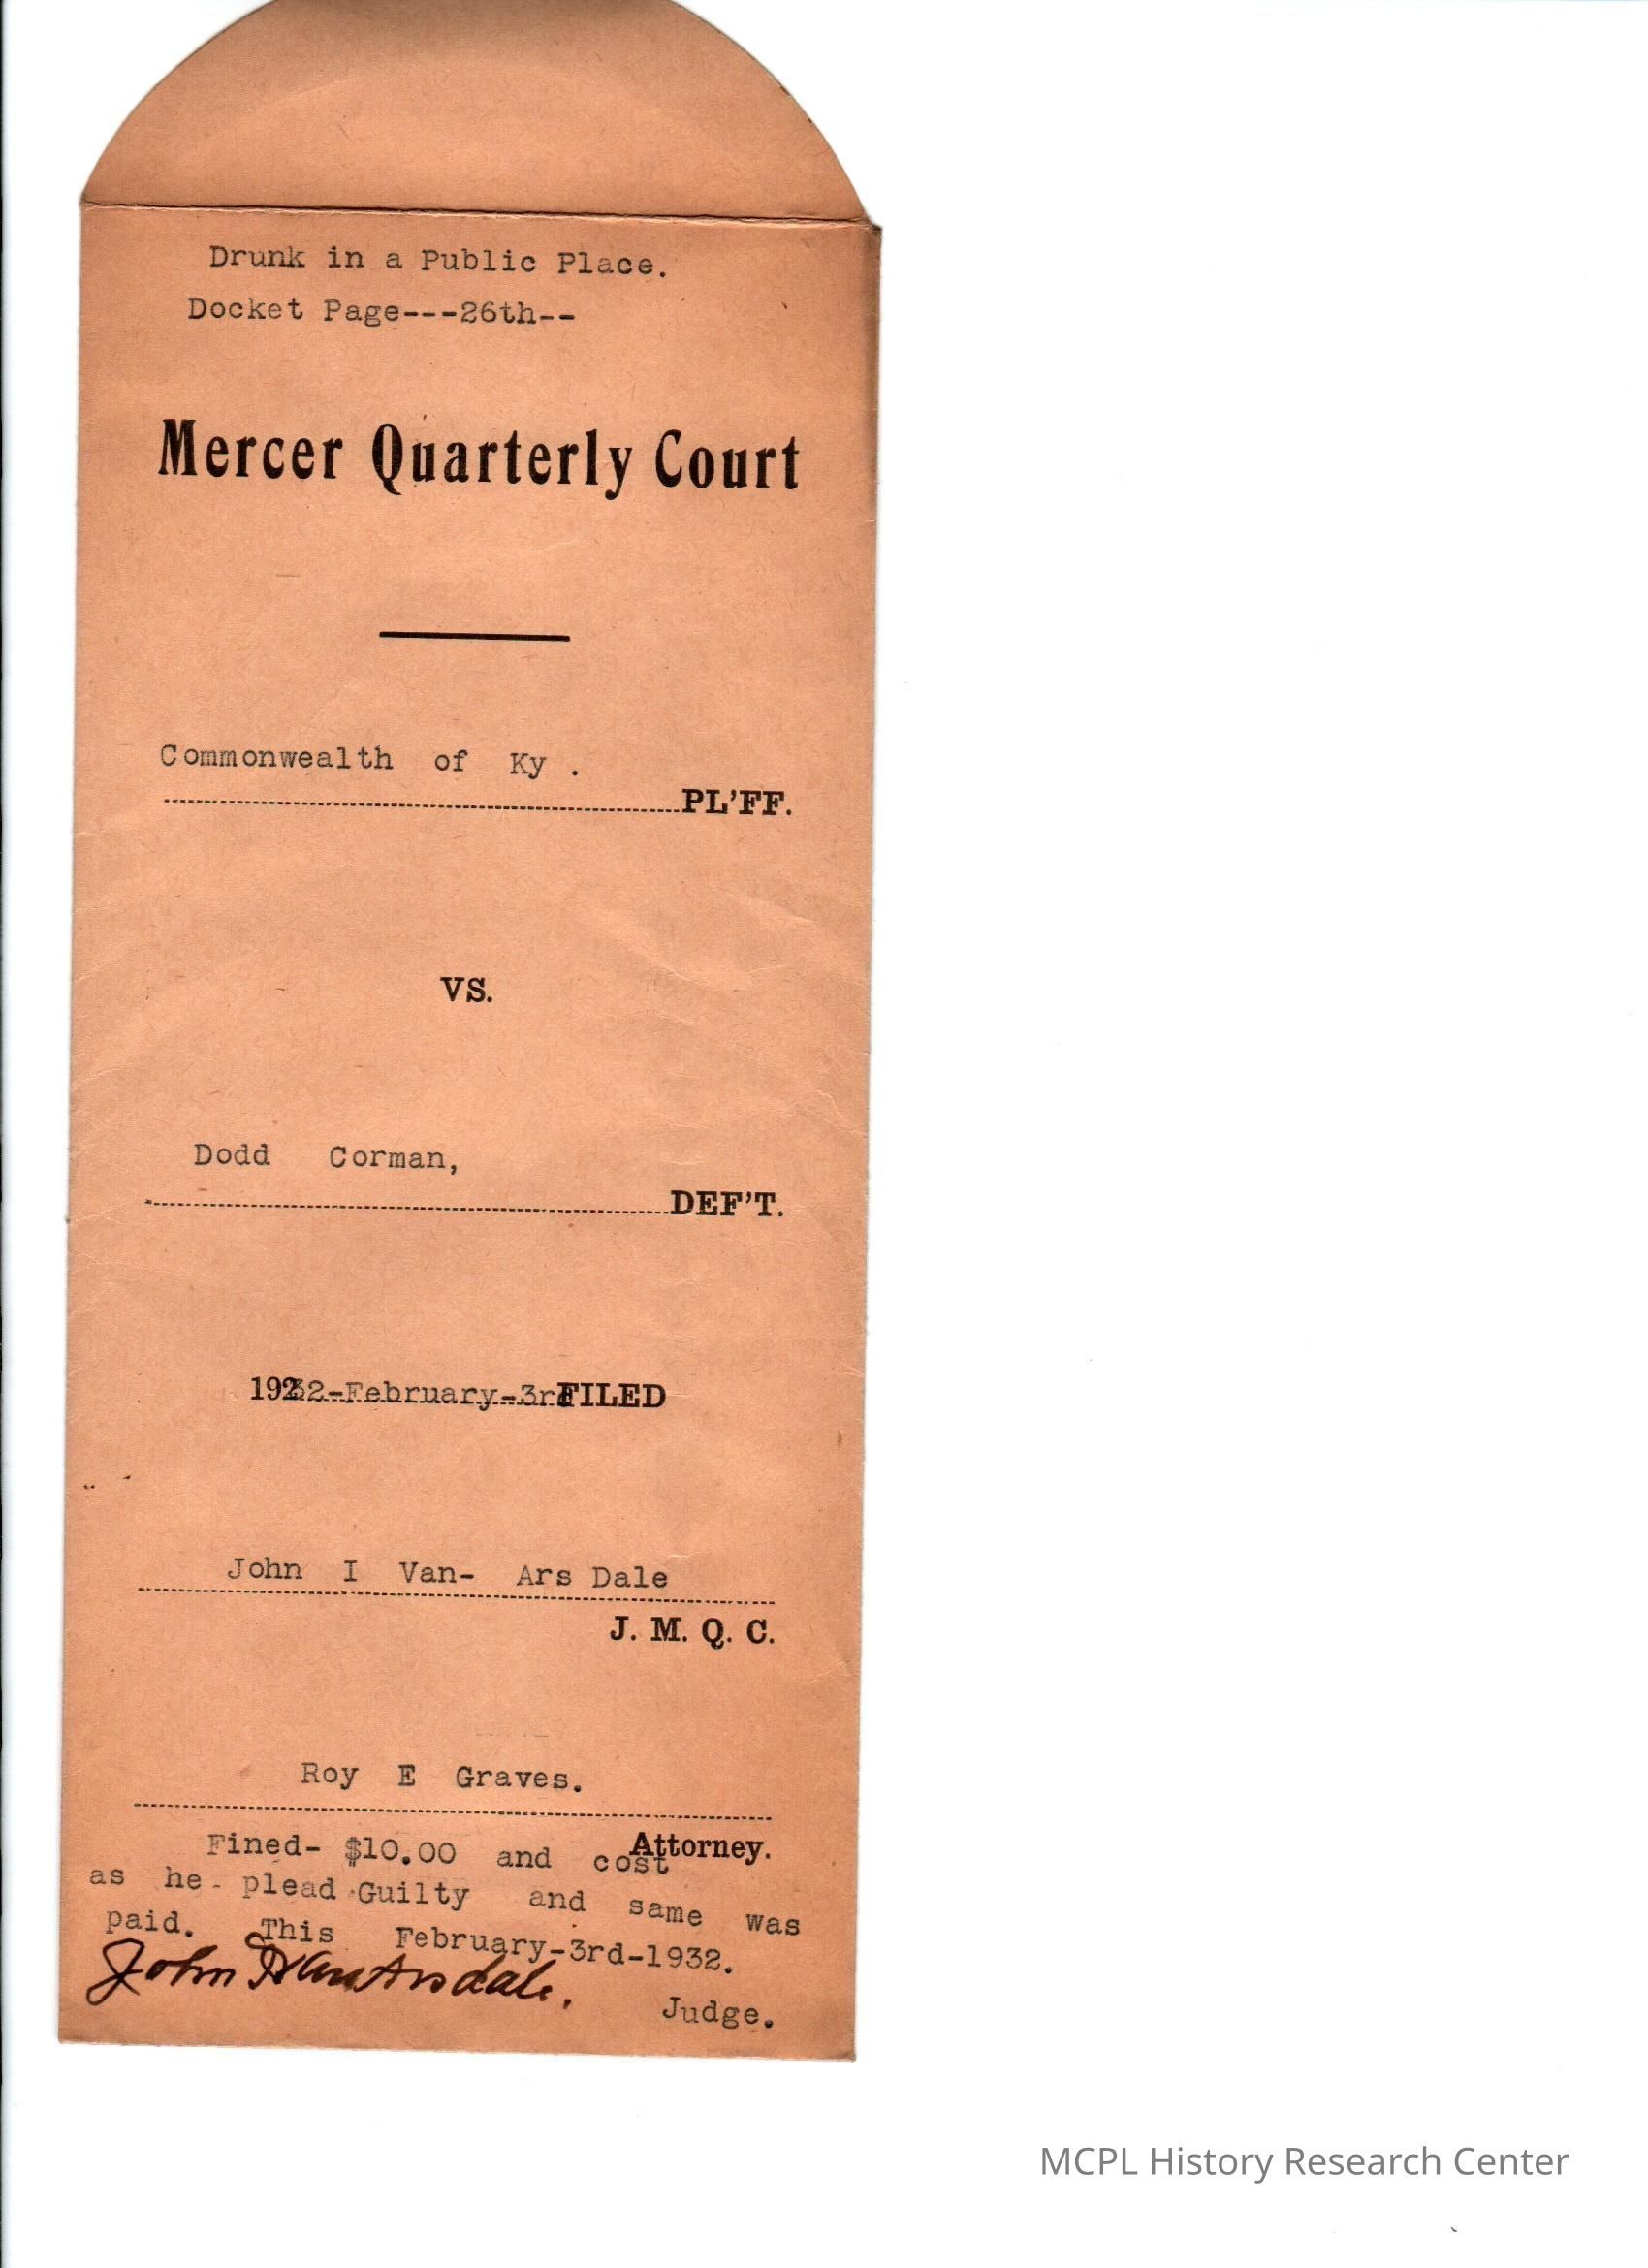 Drunk in a Public Place.
Docket Page---26th--
Mercer Quarterly Court
Commonwealth of Ky .
PL'FF.
VS.
Dodd Corman,
DEF'T.
19232-February-3rd FILED
John I Van- Ars Dale
J. M. Q. C.
Roy E Graves.
Attorney.
Fined- $10.00 and cost
as he- plead Guilty and same was
paid. This February-3rd-1932.
John I VanArsdale.
Judge.
MCPL History Research Center